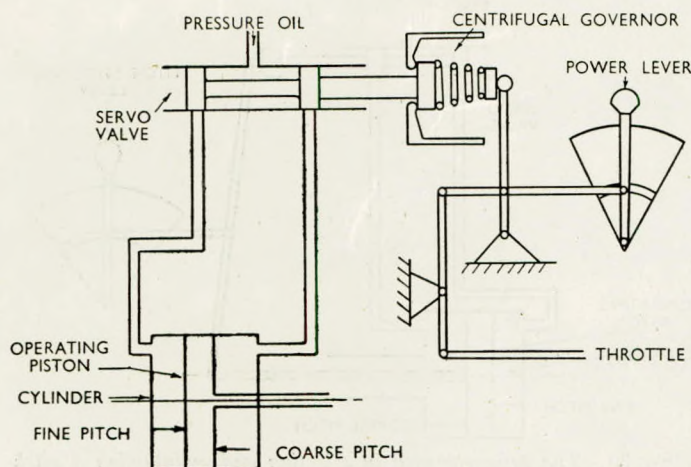 PRESSURE OIL
CENTRIFUGAL GOVERNOR
POWER LEVER
SERVO
VALVE
OPERATING
PISTON
THROTTLE
CYLINDER
FINE PITCH
COARSE PITCH